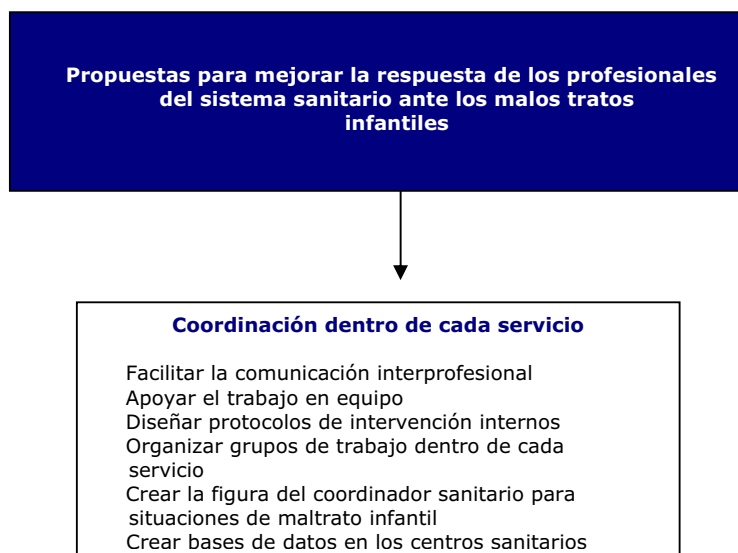 Propuestas para mejorar la respuesta de los profesionales
del sistema sanitario ante los malos tratos
infantiles
Coordinación dentro de cada servicio
Facilitar la comunicación interprofesional
Apoyar el trabajo en equipo
Diseñar protocolos de intervención internos
Organizar grupos de trabajo dentro de cada
servicio
Crear la figura del coordinador sanitario para
situaciones de maltrato infantil
Crear bases de datos en los centros sanitarios